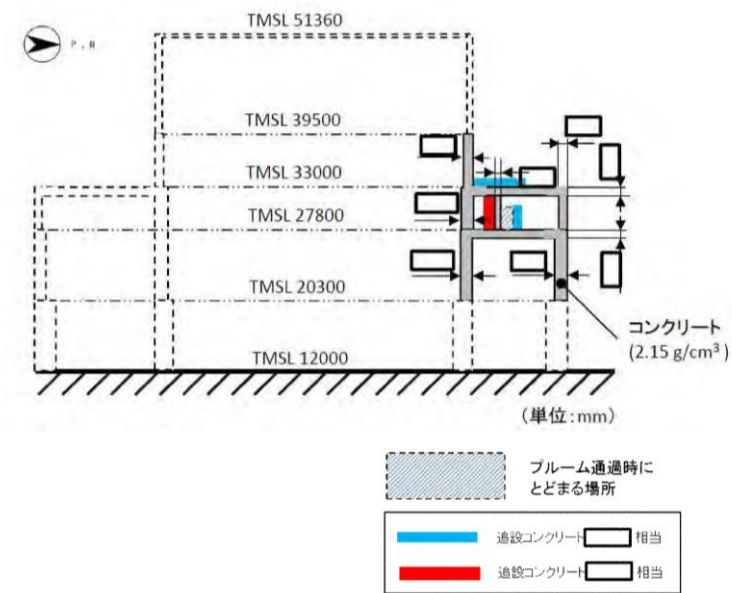 TMSL 51360
P.N
TMSL 39500
TMSL 33000
TMSL 27800
TMSL 20300
TMSL 12000
コンクリート
(2.15 g/cm³)
(単位:mm)
プルーム通過時に
とどまる場所
追設コンクリート 相当
追設コンクリート 相当